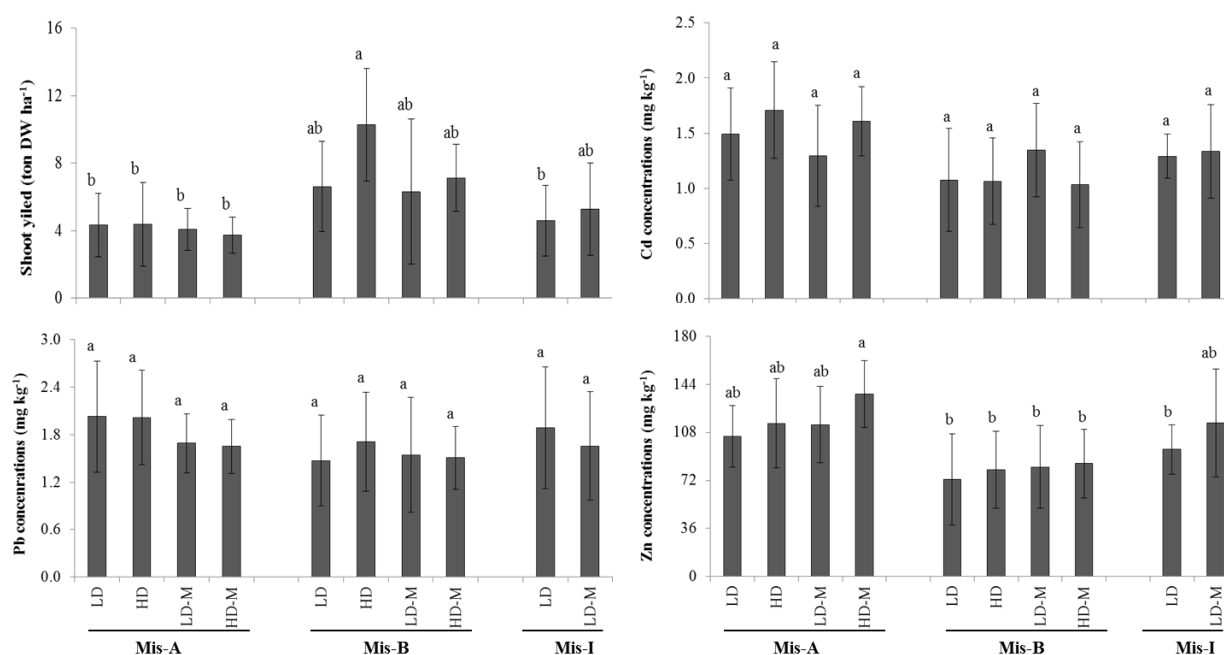 Shoot yiled (ton DW ha⁻¹)
16
12
8
4
0
b
b
b
b
ab
a
ab
ab
b
ab
Cd concentrations (mg kg⁻¹)
2.5
2.0
1.5
1.0
0.5
0.0
a
a
a
a
a
a
a
a
a
a
Pb concenrations (mg kg⁻¹)
3.0
2.4
1.8
1.2
0.6
0.0
a
a
a
a
a
a
a
a
a
a
LD
HD
LD-M
HD-M
LD
HD
LD-M
HD-M
LD
LD-M
Mis-A
Mis-B
Mis-I
Zn concentrations (mg kg⁻¹)
180
144
108
72
36
0
ab
ab
ab
a
b
b
b
b
b
ab
LD
HD
LD-M
HD-M
LD
HD
LD-M
HD-M
LD
LD-M
Mis-A
Mis-B
Mis-I